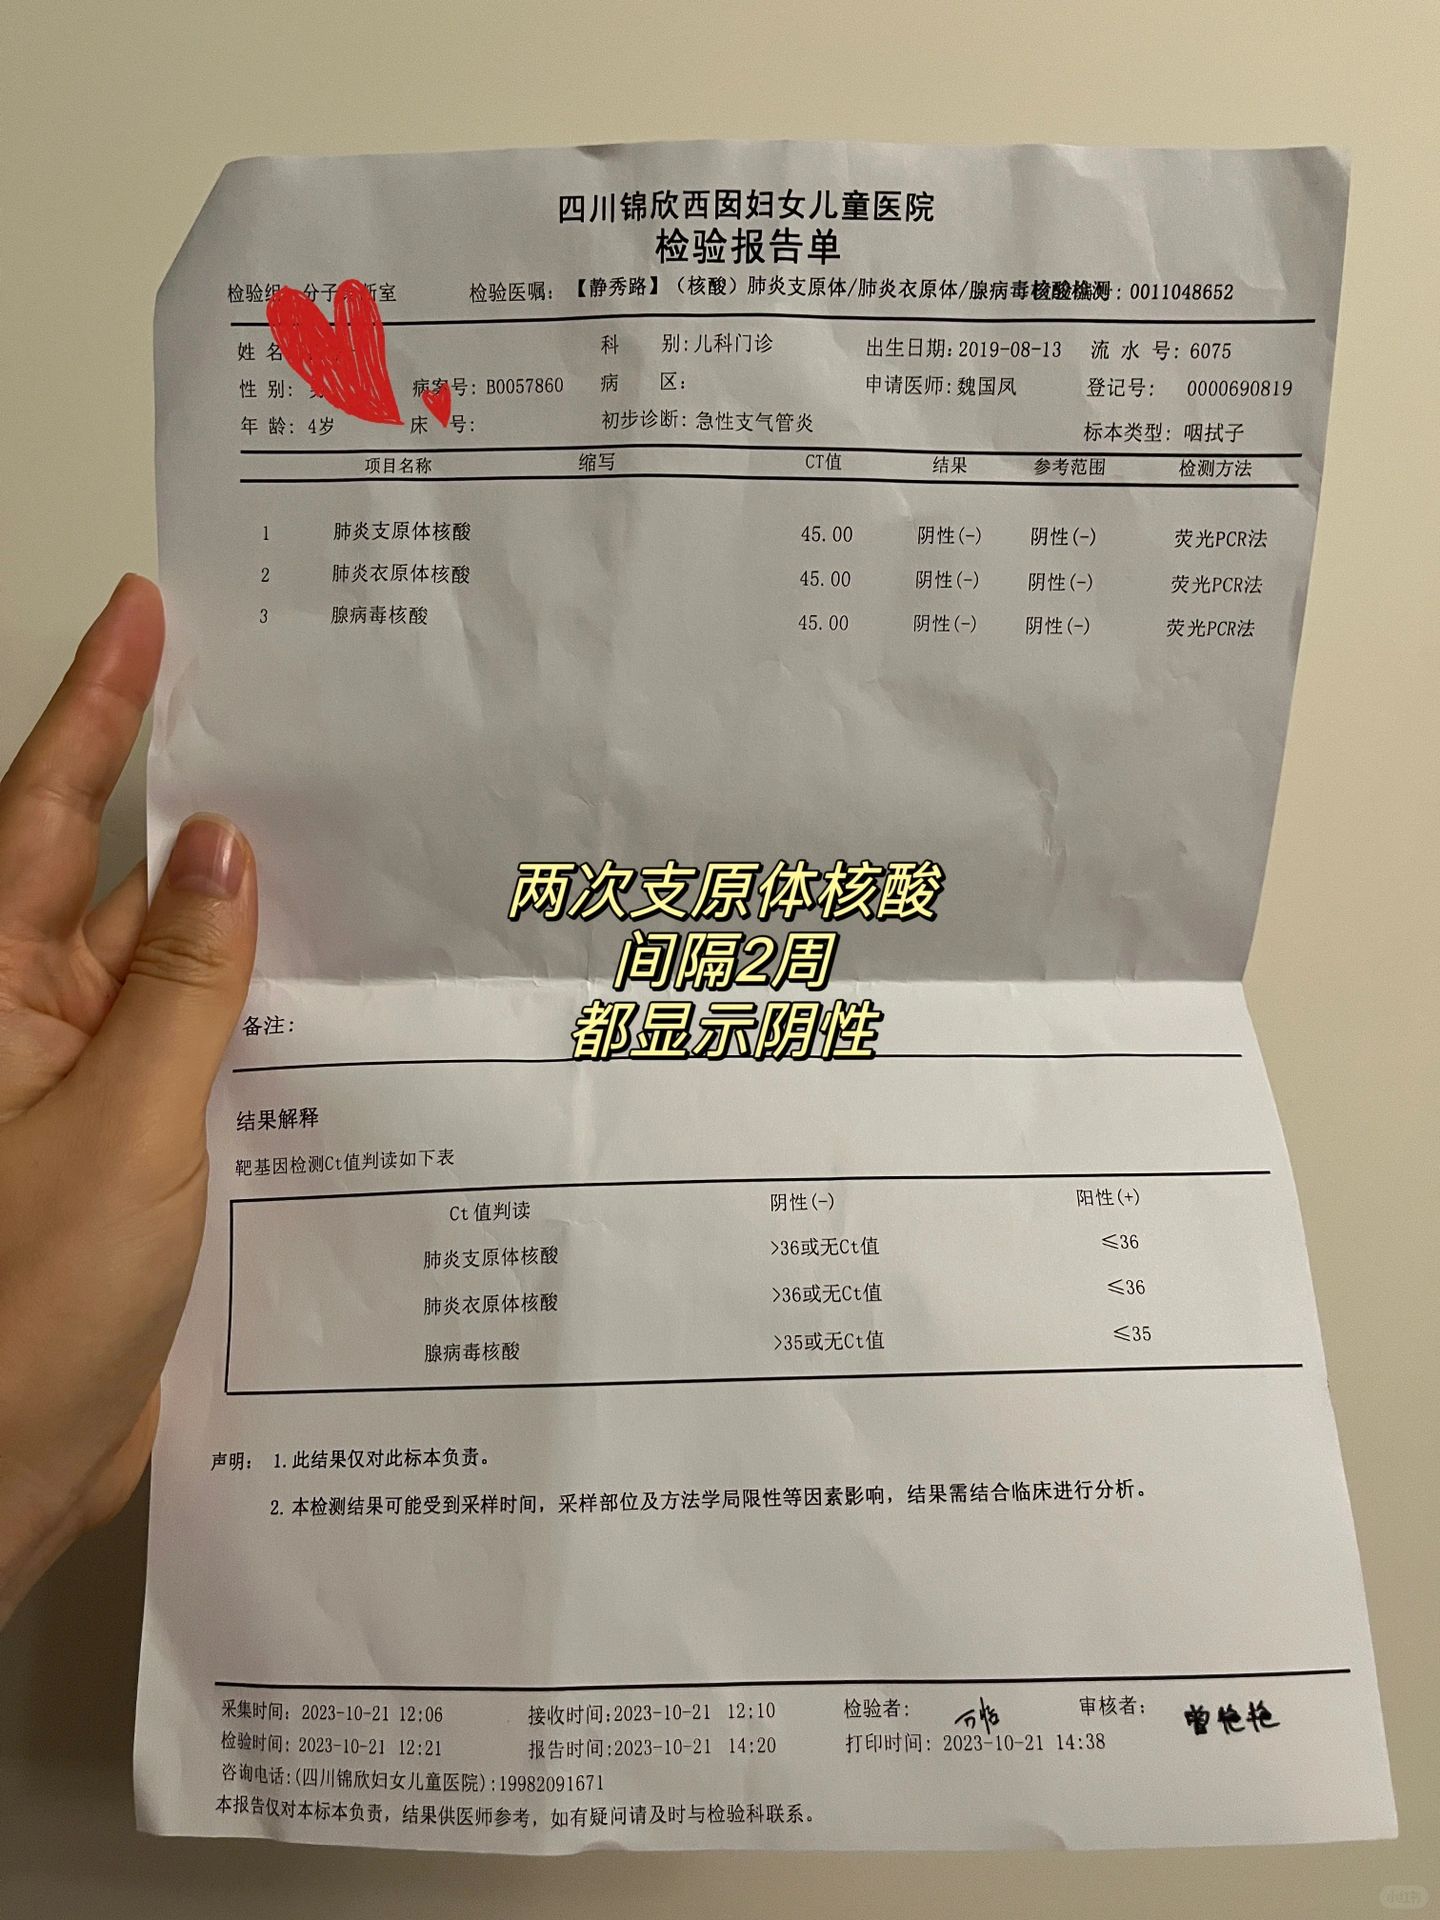 四川锦欣西囡妇女儿童医院
检验报告单
检验组 分子 断室 检验医嘱: 【静秀路】(核酸)肺炎支原体/肺炎衣原体/腺病毒核酸检测 : 0011048652
姓 名 科 别: 儿科门诊 出生日期: 2019-08-13 流 水 号: 6075
性 别: 病案号: B0057860 病 区: 申请医师: 魏国凤 登记号: 0000690819
年 龄: 4岁 床 号: 初步诊断: 急性支气管炎 标本类型: 咽拭子
项目名称 缩写 CT值 结果 参考范围 检测方法
1 肺炎支原体核酸 45.00 阴性(-) 阴性(-) 荧光PCR法
2 肺炎衣原体核酸 45.00 阴性(-) 阴性(-) 荧光PCR法
3 腺病毒核酸 45.00 阴性(-) 阴性(-) 荧光PCR法
两次支原体核酸
间隔2周
都显示阴性
备注:
结果解释
靶基因检测Ct值判读如下表
Ct值判读 阴性(-) 阳性(+)
肺炎支原体核酸 >36或无Ct值 ≤36
肺炎衣原体核酸 >36或无Ct值 ≤36
腺病毒核酸 >35或无Ct值 ≤35
声明: 1.此结果仅对此标本负责。
2.本检测结果可能受到采样时间，采样部位及方法学局限性等因素影响，结果需结合临床进行分析。
采集时间: 2023-10-21 12:06 接收时间:2023-10-21 12:10 检验者: 审核者: 曾艳艳
检验时间: 2023-10-21 12:21 报告时间:2023-10-21 14:20 打印时间: 2023-10-21 14:38
咨询电话:(四川锦欣妇女儿童医院):19982091671
本报告仅对本标本负责，结果供医师参考，如有疑问请及时与检验科联系。
小红书